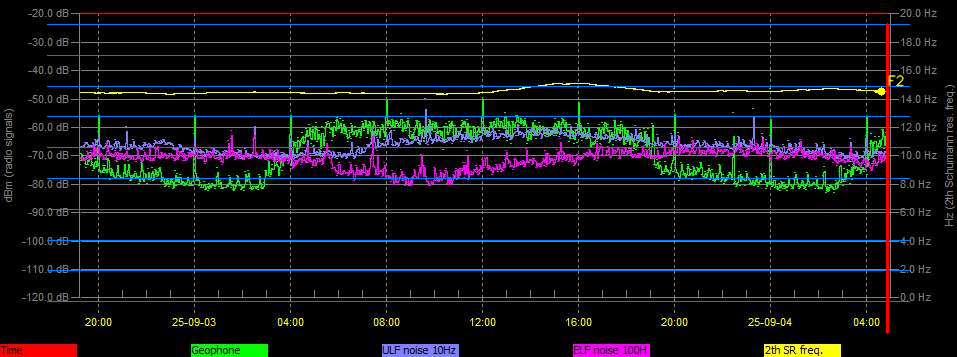 -20.0 dB 20.0 Hz
-30.0 dB 18.0 Hz
-40.0 dB 16.0 Hz
F2
-50.0 dB 14.0 Hz
-60.0 dB 12.0 Hz
-70.0 dB 10.0 Hz
-80.0 dB 8.0 Hz
-90.0 dB 6.0 Hz
-100.0 dB 4.0 Hz
-110.0 dB 2.0 Hz
-120.0 dB 0.0 Hz
dBm (radio signals)
Hz (2th Schumann res. freq.)
20:00 25-09-03 04:00 08:00 12:00 16:00 20:00 25-09-04 04:00
Time Geophone ULF noise 10Hz ELF noise 100H 2th SR freq.